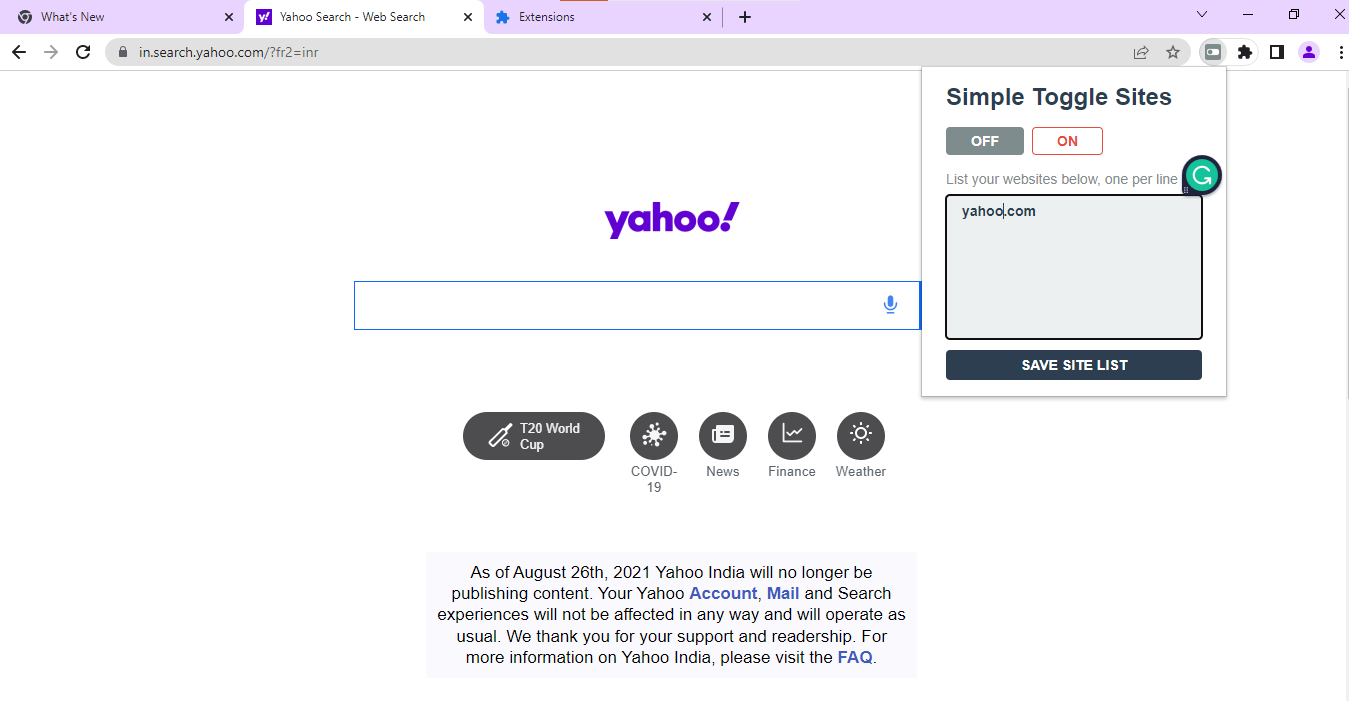 What's New
Yahoo Search - Web Search
Extensions
in.search.yahoo.com/?fr2=inr
Simple Toggle Sites
OFF
ON
List your websites below, one per line
yahoo.com
SAVE SITE LIST
yahoo!
T20 World
Cup
COVID-
19
News
Finance
Weather
As of August 26th, 2021 Yahoo India will no longer be
publishing content. Your Yahoo Account, Mail and Search
experiences will not be affected in any way and will operate as
usual. We thank you for your support and readership. For
more information on Yahoo India, please visit the FAQ.